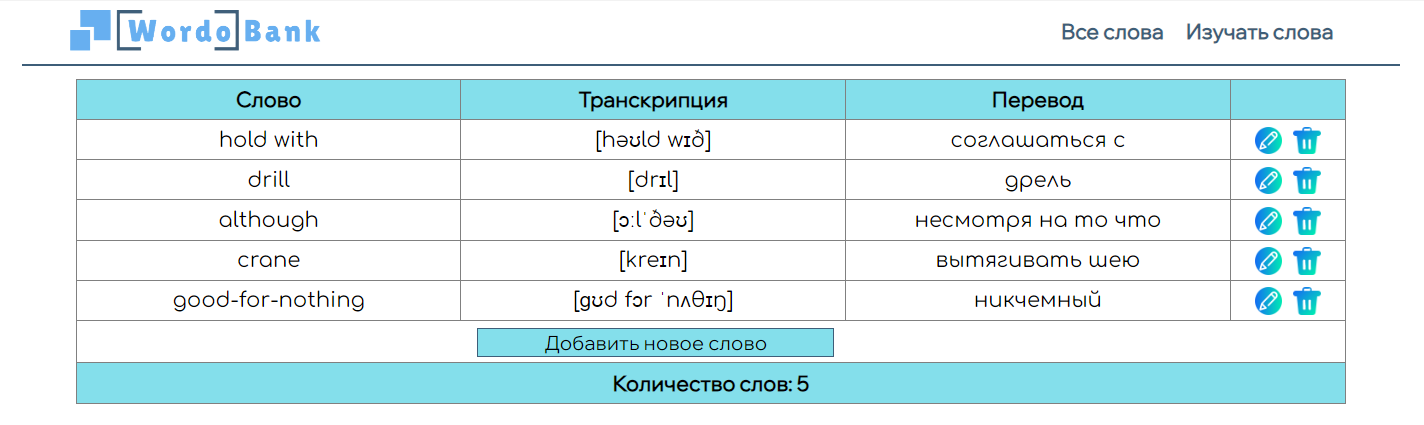 WordoBank Все слова Изучать слова
Слово Транскрипция Перевод
hold with [həʊld wɪð] соглашаться с
drill [drɪl] дрель
although [ɔːlˈðəʊ] несмотря на то что
crane [kreɪn] вытягивать шею
good-for-nothing [ɡʊd fɔr ˈnʌθɪŋ] никчемный
Добавить новое слово
Количество слов: 5